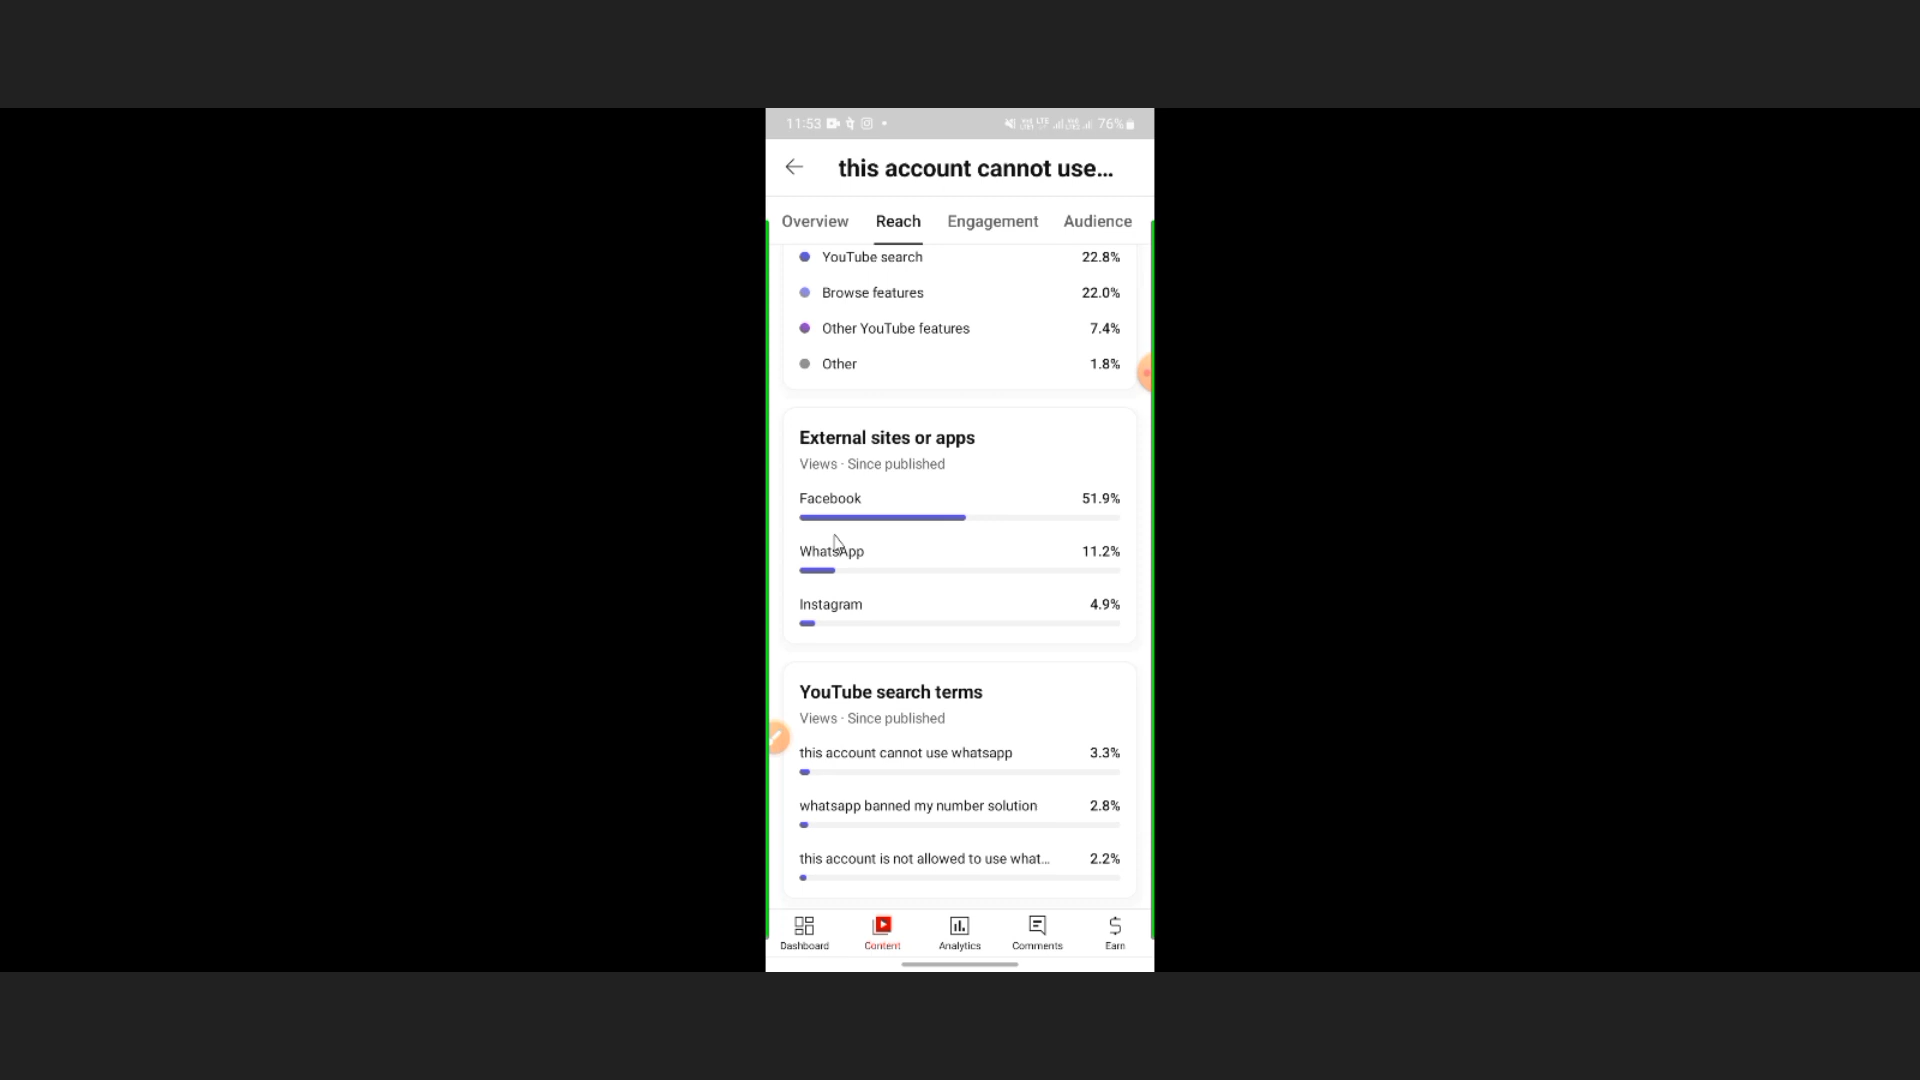 11:53 76%
this account cannot use...
Overview Reach Engagement Audience
YouTube search 22.8%
Browse features 22.0%
Other YouTube features 7.4%
Other 1.8%
External sites or apps
Views · Since published
Facebook 51.9%
WhatsApp 11.2%
Instagram 4.9%
YouTube search terms
Views · Since published
this account cannot use whatsapp 3.3%
whatsapp banned my number solution 2.8%
this account is not allowed to use what... 2.2%
Dashboard Content Analytics Comments Earn